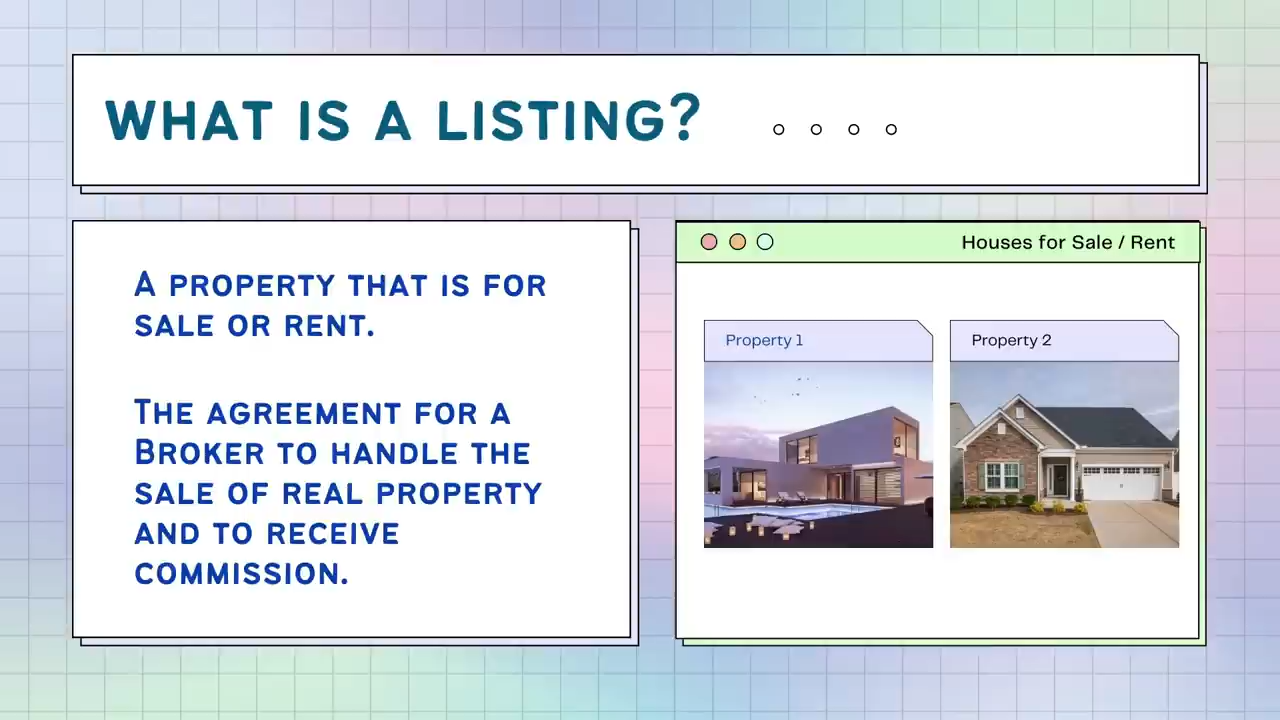 WHAT IS A LISTING?
A PROPERTY THAT IS FOR
SALE OR RENT.
THE AGREEMENT FOR A
BROKER TO HANDLE THE
SALE OF REAL PROPERTY
AND TO RECEIVE
COMMISSION.
Houses for Sale / Rent
Property 1
Property 2